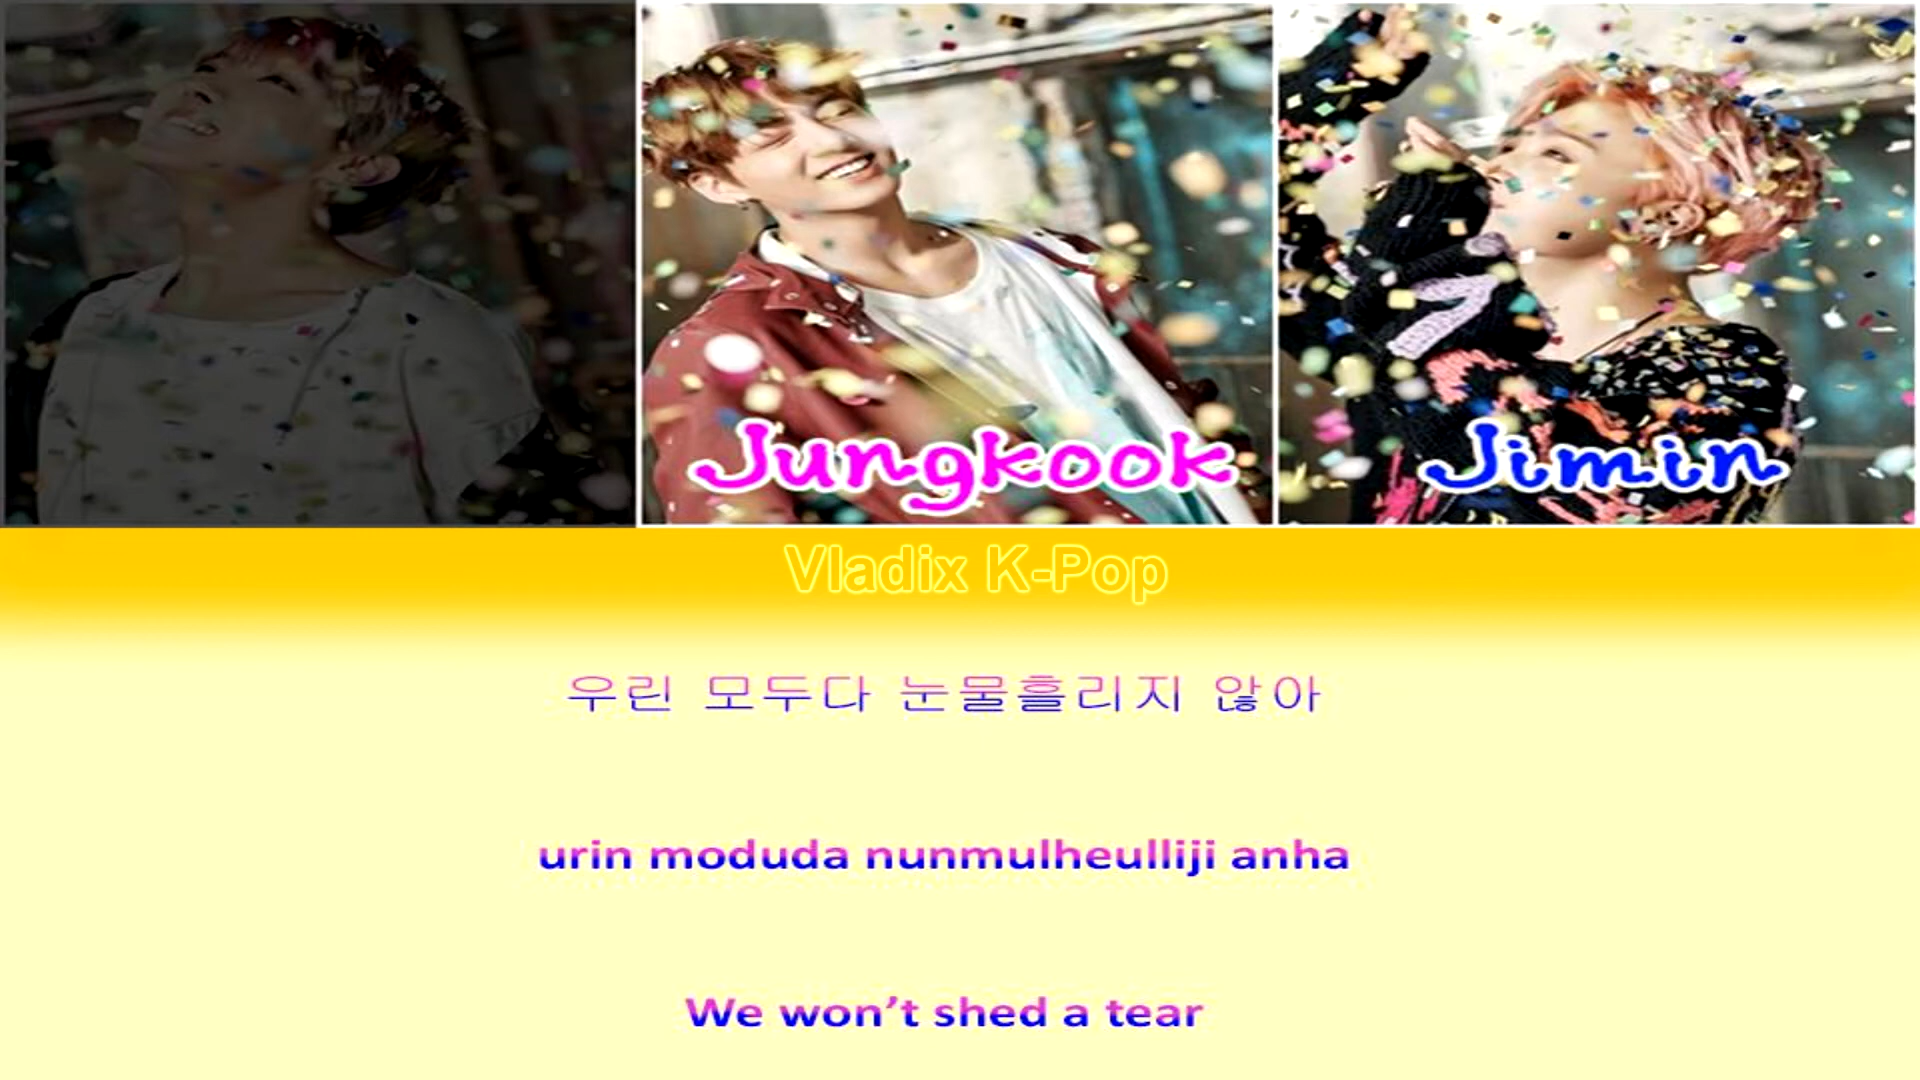 Jungkook
Jimin
Vladix K-Pop
우린 모두다 눈물흘리지 않아
urin moduda nunmulheulliji anha
We won’t shed a tear